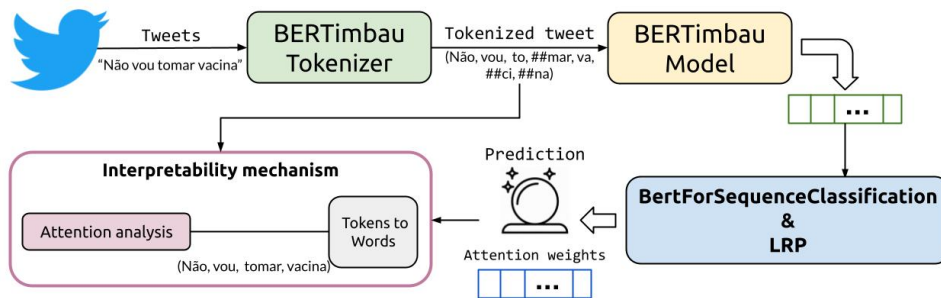 Tweets
“Não vou tomar vacina”
BERTimbau
Tokenizer
Tokenized tweet
(Não, vou, to, ##mar, va,
##ci, ##na)
BERTimbau
Model
...
Interpretability mechanism
Attention analysis
Tokens to
Words
(Não, vou, tomar, vacina)
Prediction
Attention weights
...
BertForSequenceClassification
&
LRP